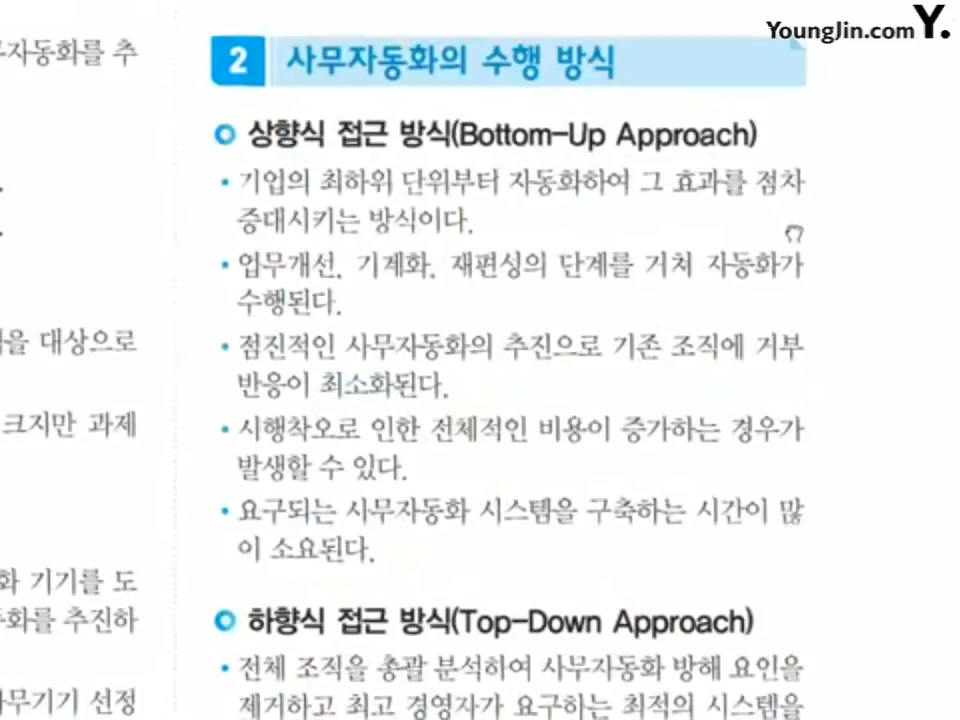 YoungJin.com Y.
무자동화를 추
2 사무자동화의 수행 방식
상향식 접근 방식(Bottom-Up Approach)
• 기업의 최하위 단위부터 자동화하여 그 효과를 점차
증대시키는 방식이다.
• 업무개선, 기계화, 재편성의 단계를 거쳐 자동화가
수행된다.
을 대상으로
• 점진적인 사무자동화의 추진으로 기존 조직에 거부
반응이 최소화된다.
크지만 과제
• 시행착오로 인한 전체적인 비용이 증가하는 경우가
발생할 수 있다.
• 요구되는 사무자동화 시스템을 구축하는 시간이 많
이 소요된다.
화 기기를 도
화를 추진하
하향식 접근 방식(Top-Down Approach)
• 전체 조직을 총괄 분석하여 사무자동화 방해 요인을
무기기 선정
제거하고 최고 경영자가 요구하는 최적의 시스템을